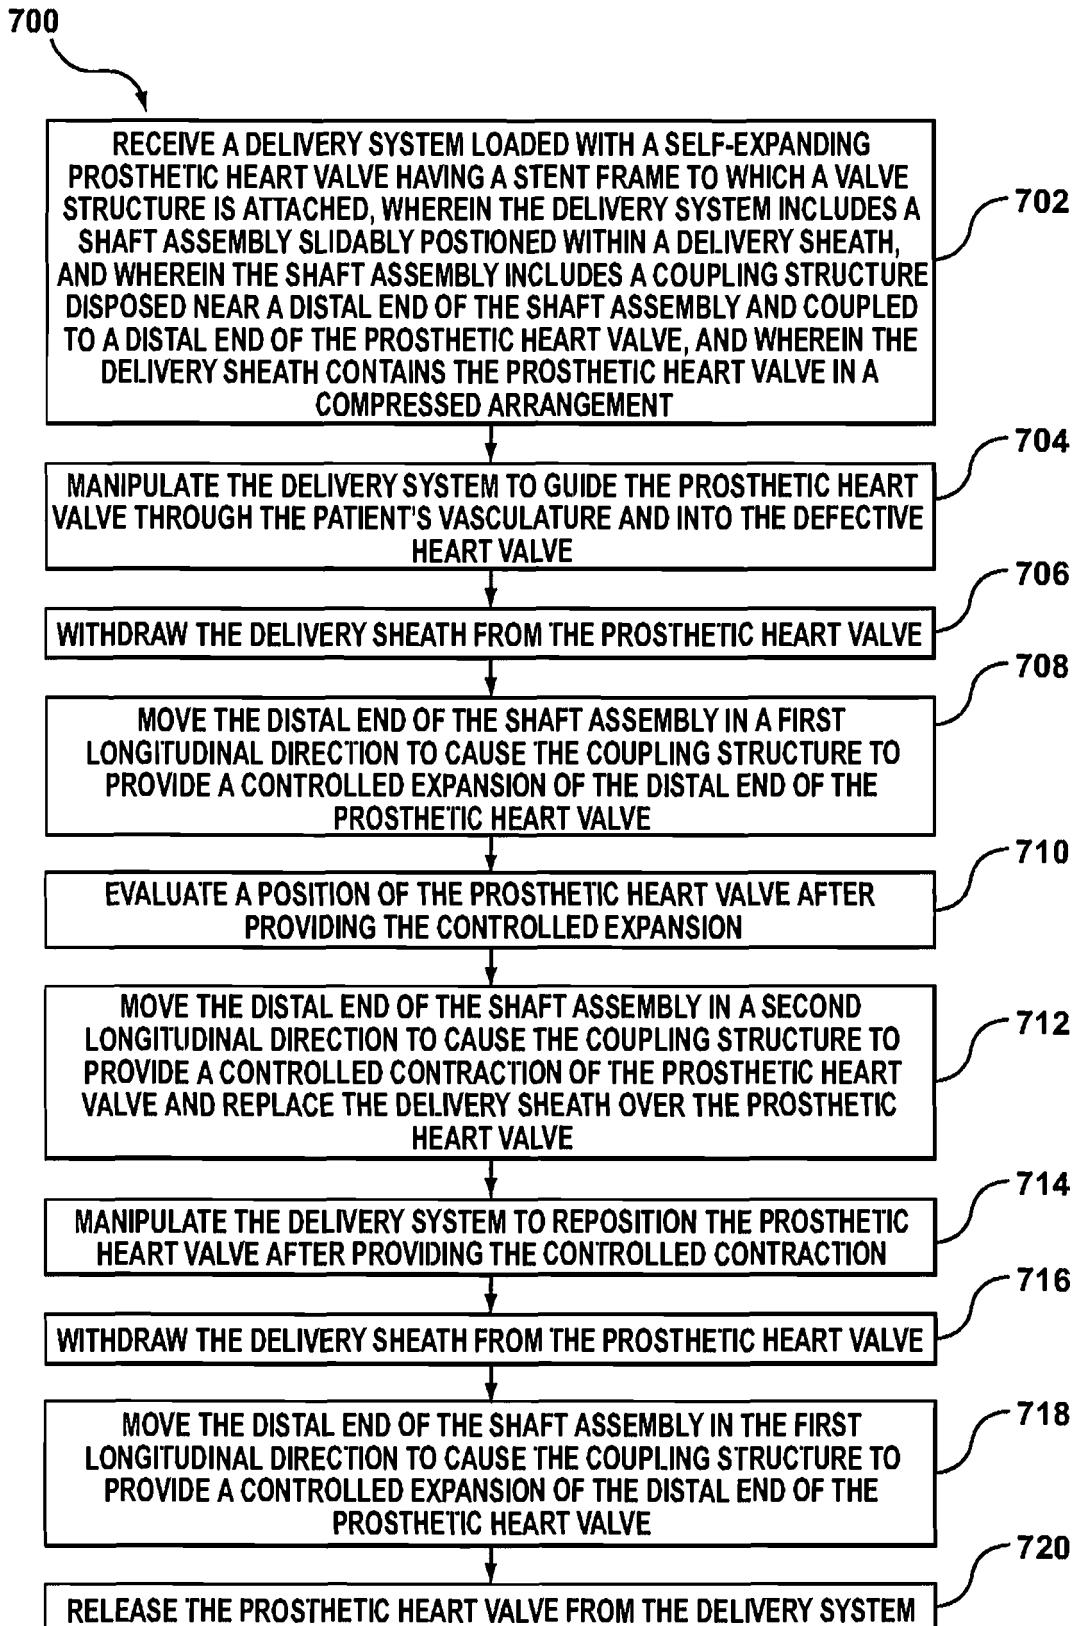 700
RECEIVE A DELIVERY SYSTEM LOADED WITH A SELF-EXPANDING
PROSTHETIC HEART VALVE HAVING A STENT FRAME TO WHICH A VALVE
STRUCTURE IS ATTACHED, WHEREIN THE DELIVERY SYSTEM INCLUDES A
SHAFT ASSEMBLY SLIDABLY POSTIONED WITHIN A DELIVERY SHEATH,
AND WHEREIN THE SHAFT ASSEMBLY INCLUDES A COUPLING STRUCTURE
DISPOSED NEAR A DISTAL END OF THE SHAFT ASSEMBLY AND COUPLED
TO A DISTAL END OF THE PROSTHETIC HEART VALVE, AND WHEREIN THE
DELIVERY SHEATH CONTAINS THE PROSTHETIC HEART VALVE IN A
COMPRESSED ARRANGEMENT
702
MANIPULATE THE DELIVERY SYSTEM TO GUIDE THE PROSTHETIC HEART
VALVE THROUGH THE PATIENT'S VASCULATURE AND INTO THE DEFECTIVE
HEART VALVE
704
WITHDRAW THE DELIVERY SHEATH FROM THE PROSTHETIC HEART VALVE
706
MOVE THE DISTAL END OF THE SHAFT ASSEMBLY IN A FIRST
LONGITUDINAL DIRECTION TO CAUSE THE COUPLING STRUCTURE TO
PROVIDE A CONTROLLED EXPANSION OF THE DISTAL END OF THE
PROSTHETIC HEART VALVE
708
EVALUATE A POSITION OF THE PROSTHETIC HEART VALVE AFTER
PROVIDING THE CONTROLLED EXPANSION
710
MOVE THE DISTAL END OF THE SHAFT ASSEMBLY IN A SECOND
LONGITUDINAL DIRECTION TO CAUSE THE COUPLING STRUCTURE TO
PROVIDE A CONTROLLED CONTRACTION OF THE PROSTHETIC HEART
VALVE AND REPLACE THE DELIVERY SHEATH OVER THE PROSTHETIC
HEART VALVE
712
MANIPULATE THE DELIVERY SYSTEM TO REPOSITION THE PROSTHETIC
HEART VALVE AFTER PROVIDING THE CONTROLLED CONTRACTION
714
WITHDRAW THE DELIVERY SHEATH FROM THE PROSTHETIC HEART VALVE
716
MOVE THE DISTAL END OF THE SHAFT ASSEMBLY IN THE FIRST
LONGITUDINAL DIRECTION TO CAUSE THE COUPLING STRUCTURE TO
PROVIDE A CONTROLLED EXPANSION OF THE DISTAL END OF THE
PROSTHETIC HEART VALVE
718
RELEASE THE PROSTHETIC HEART VALVE FROM THE DELIVERY SYSTEM
720